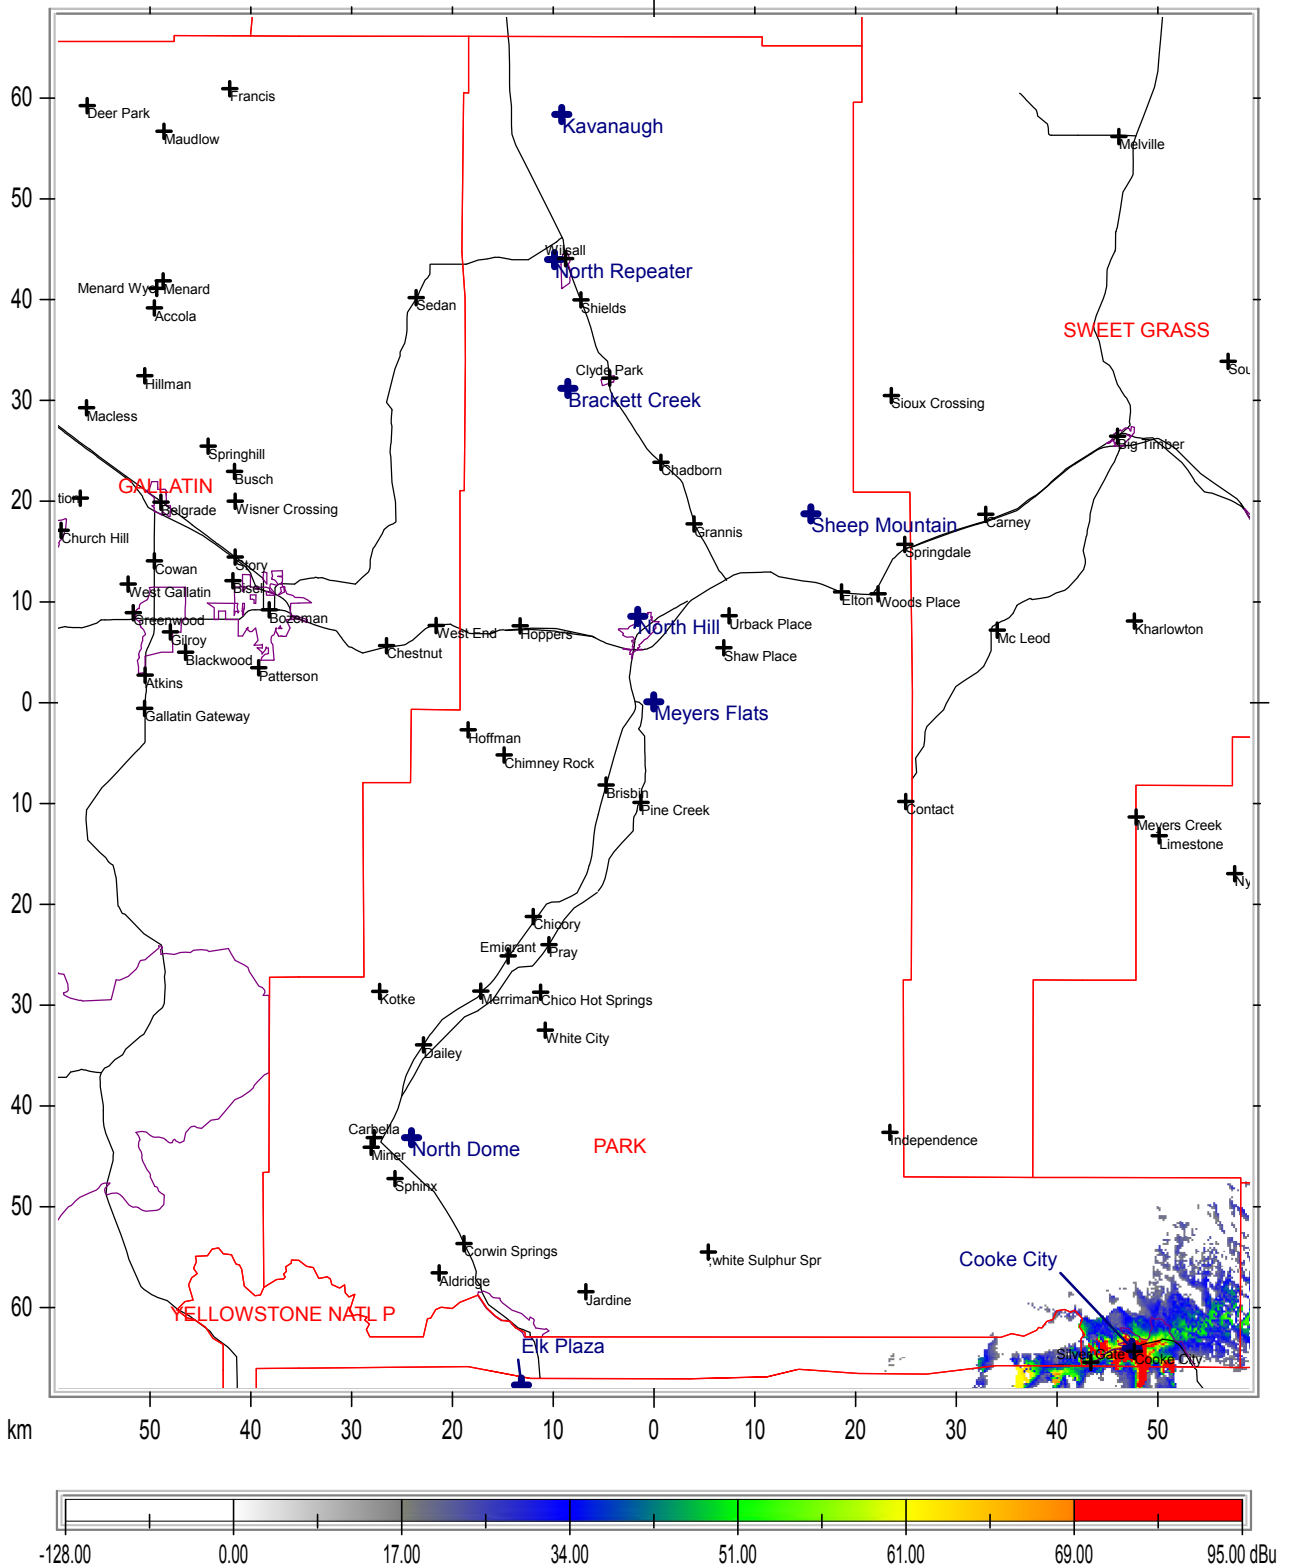 60
Francis
Deer Park
Kavanaugh
Maudlow
Melville
50
Wilsall
North Repeater
Menard Wye
Menard
40
Sedan
Shields
Accola
SWEET GRASS
Clyde Park
Hillman
30
Brackett Creek
Sioux Crossing
Macless
Big Timber
Springhill
Chadborn
Busch
GALLATIN
20
Belgrade
Wisner Crossing
Sheep Mountain
Carney
Grannis
Church Hill
Springdale
Story
Cowan
Bisel
West Gallatin
10
Elton
Woods Place
Greenwood
Bozeman
North Hill
Urback Place
Kharlowton
West End
Hoppers
Gilroy
Mc Leod
Chestnut
Shaw Place
Blackwood
Patterson
Atkins
0
Meyers Flats
Gallatin Gateway
Hoffman
Chimney Rock
Brisbin
10
Pine Creek
Contact
Meyers Creek
Limestone
20
Chicory
Emigrant
Pray
30
Kotke
Merriman
Chico Hot Springs
White City
Dailey
40
Carbella
North Dome
Independence
PARK
Miner
Sphinx
50
Corwin Springs
white Sulphur Spr
Cooke City
Aldridge
Jardine
60
YELLOWSTONE NATL P
Elk Plaza
Silver Gate
Cooke City
km
50
40
30
20
10
0
10
20
30
40
50
-128.00
0.00
17.00
34.00
51.00
61.00
69.00
95.00 dBu